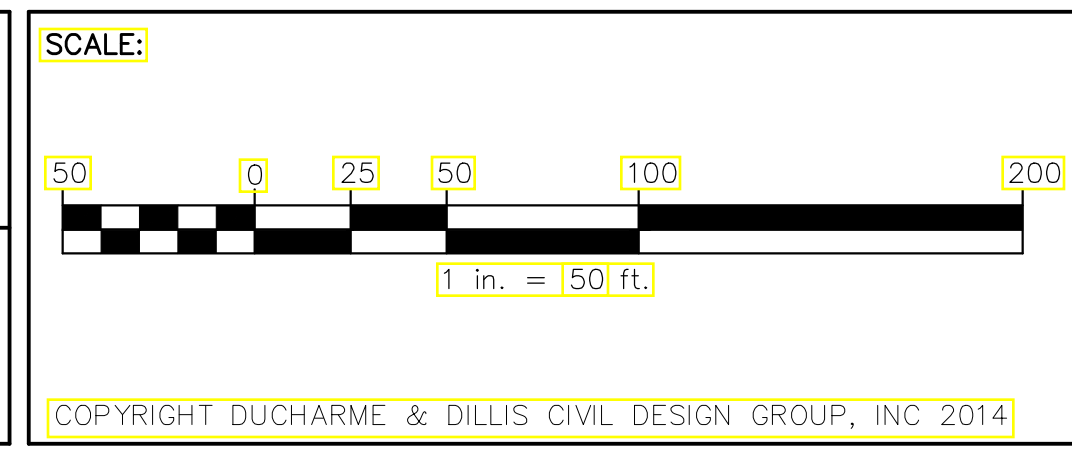 SCALE:
50 0 25 50 100 200
1 in. = 50 ft.
COPYRIGHT DUCHARME & DILLIS CIVIL DESIGN GROUP, INC 2014